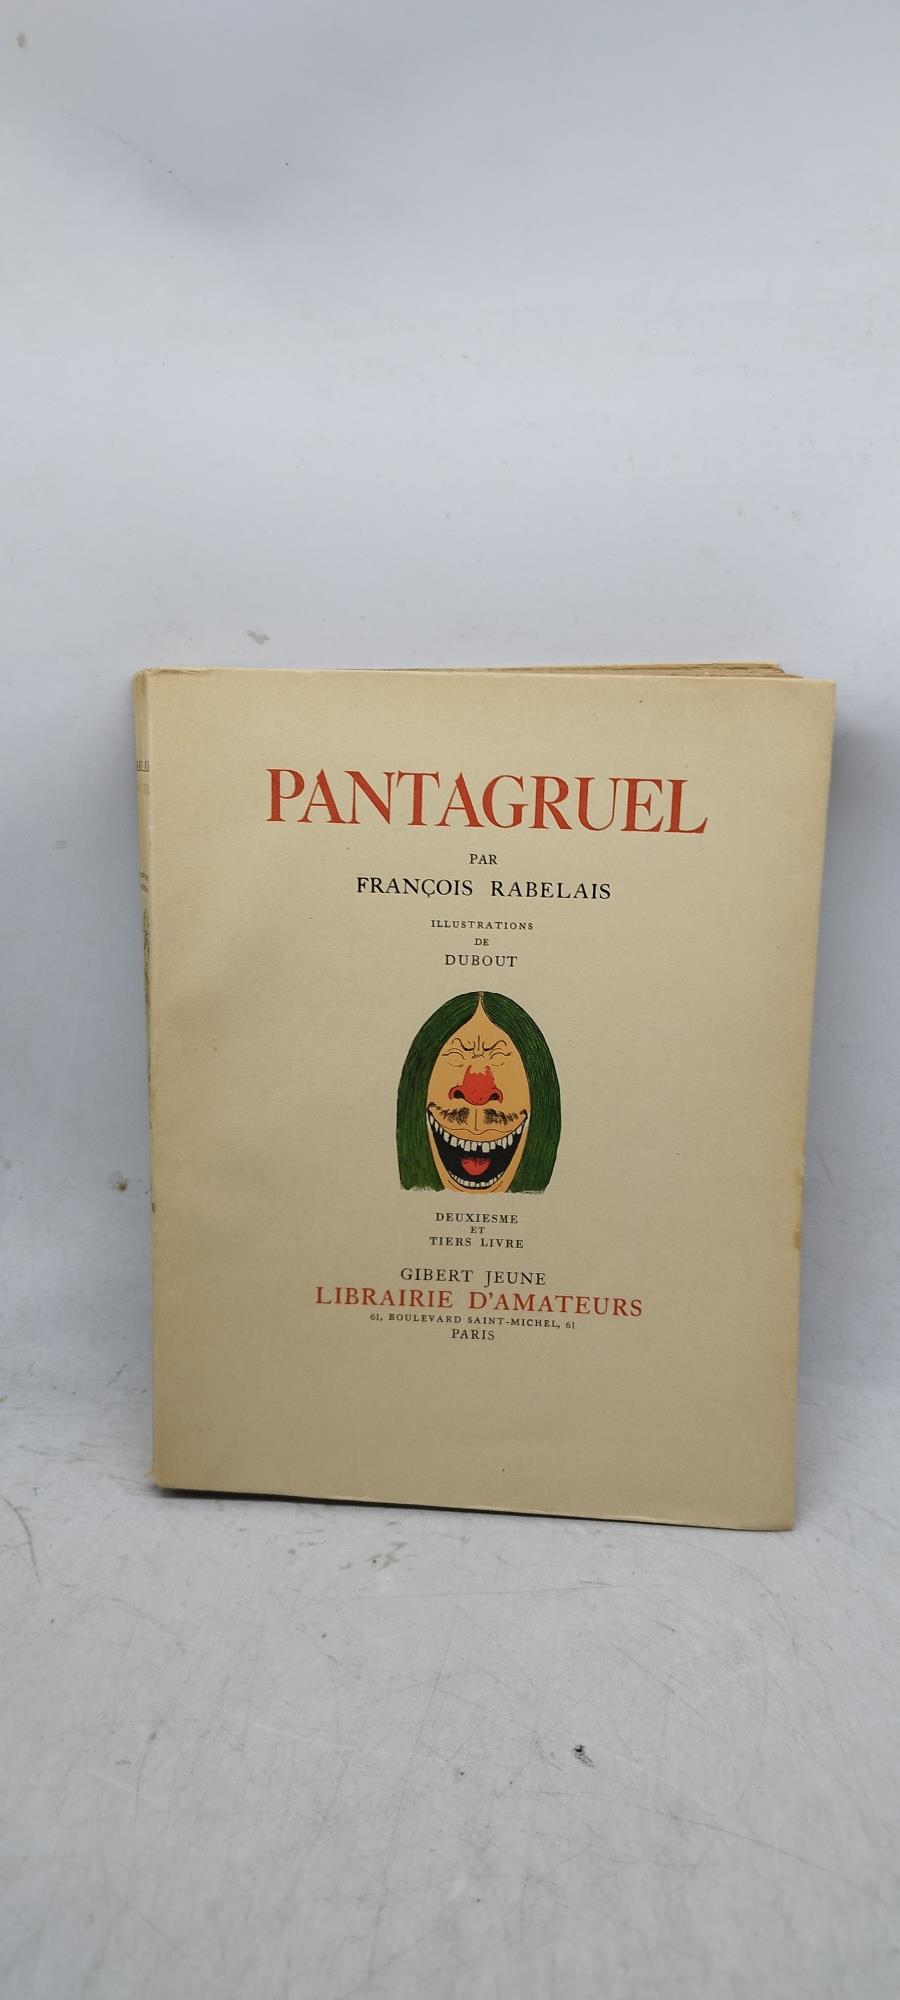 PANTAGRUEL
PAR
FRANÇOIS RABELAIS
ILLUSTRATIONS
DE
DUBOUT
DEUXIESME
ET
TIERS LIVRE
GIBERT JEUNE
LIBRAIRIE D'AMATEURS
61, BOULEVARD SAINT-MICHEL, 61
PARIS